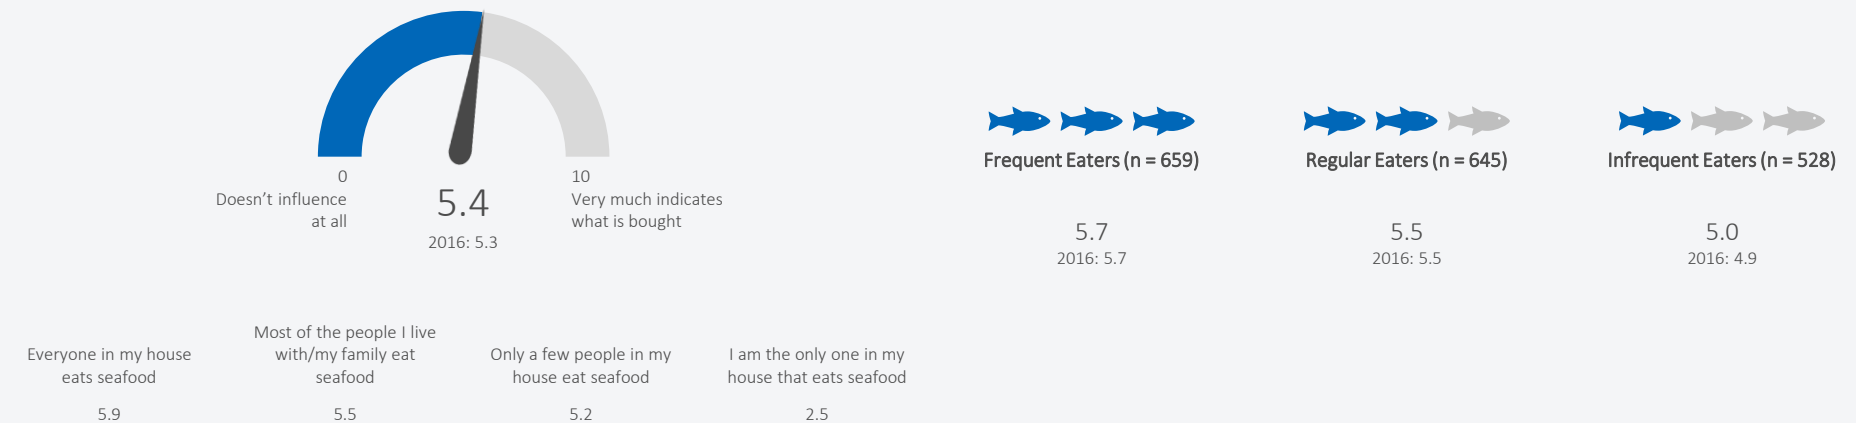 0
Doesn’t influence
at all
5.4
2016: 5.3
10
Very much indicates
what is bought
Frequent Eaters (n = 659)
5.7
2016: 5.7
Regular Eaters (n = 645)
5.5
2016: 5.5
Infrequent Eaters (n = 528)
5.0
2016: 4.9
Everyone in my house
eats seafood
5.9
Most of the people I live
with/my family eat
seafood
5.5
Only a few people in my
house eat seafood
5.2
I am the only one in my
house that eats seafood
2.5